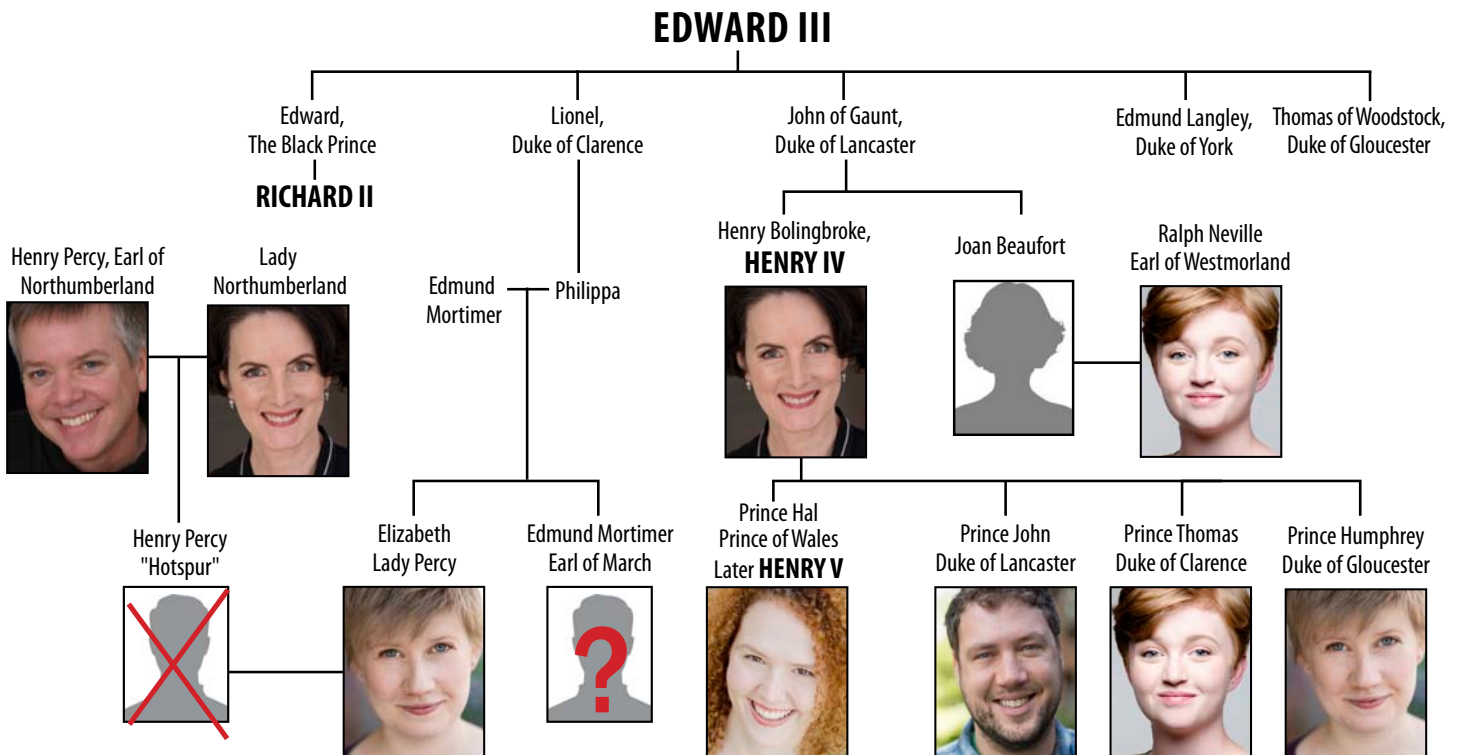 EDWARD III
Edward,
The Black Prince
Lionel,
Duke of Clarence
John of Gaunt,
Duke of Lancaster
Edmund Langley,
Duke of York
Thomas of Woodstock,
Duke of Gloucester
RICHARD II
Henry Percy, Earl of
Northumberland
Lady
Northumberland
Edmund
Mortimer
Philippa
Henry Bolingbroke,
HENRY IV
Joan Beaufort
Ralph Neville
Earl of Westmorland
Henry Percy
"Hotspur"
Elizabeth
Lady Percy
Edmund Mortimer
Earl of March
?
Prince Hal
Prince of Wales
Later HENRY V
Prince John
Duke of Lancaster
Prince Thomas
Duke of Clarence
Prince Humphrey
Duke of Gloucester